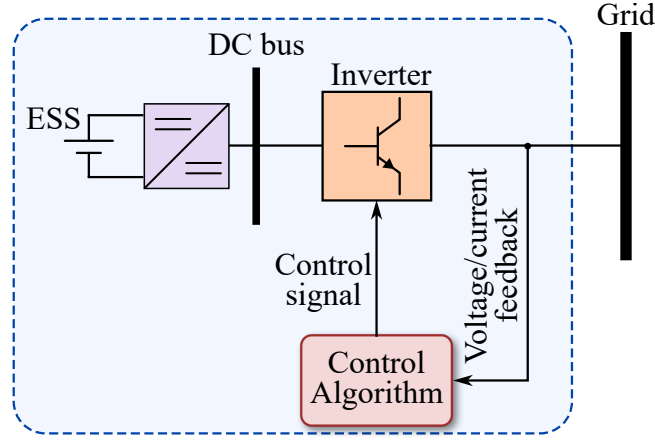 Grid
DC bus
Inverter
ESS
Voltage/current
feedback
Control
signal
Control
Algorithm